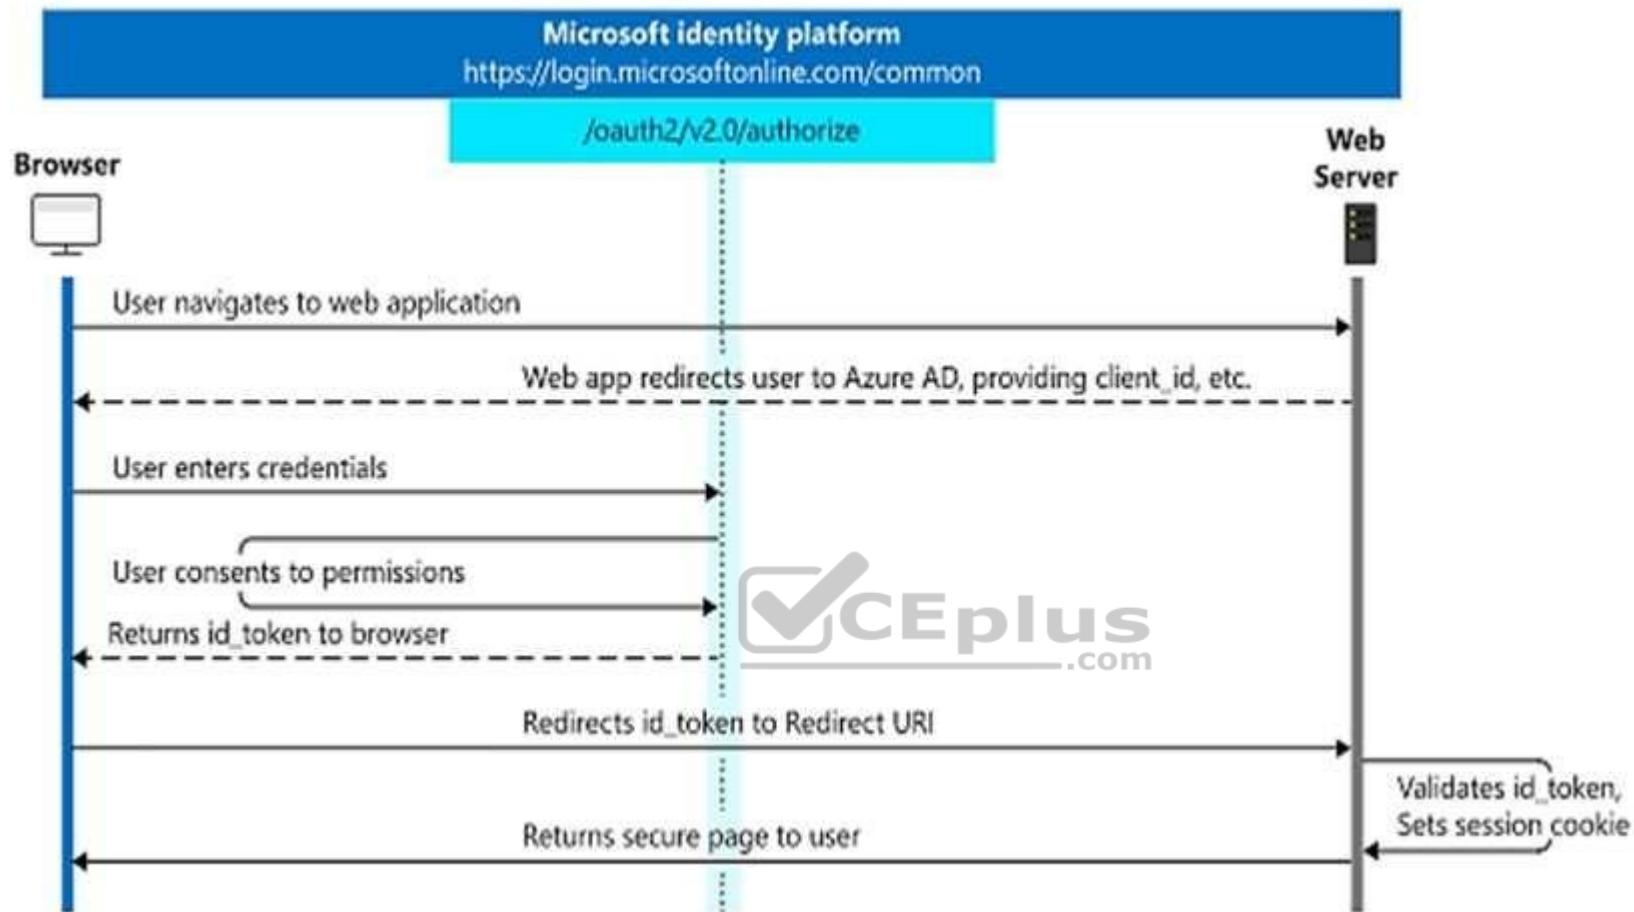 Microsoft identity platform
https://login.microsoftonline.com/common
/oauth2/v2.0/authorize
Browser
Web
Server
User navigates to web application
Web app redirects user to Azure AD, providing client_id, etc.
User enters credentials
User consents to permissions
Returns id_token to browser
CEplus
.com
Redirects id_token to Redirect URI
Validates id_token,
Sets session cookie
Returns secure page to user